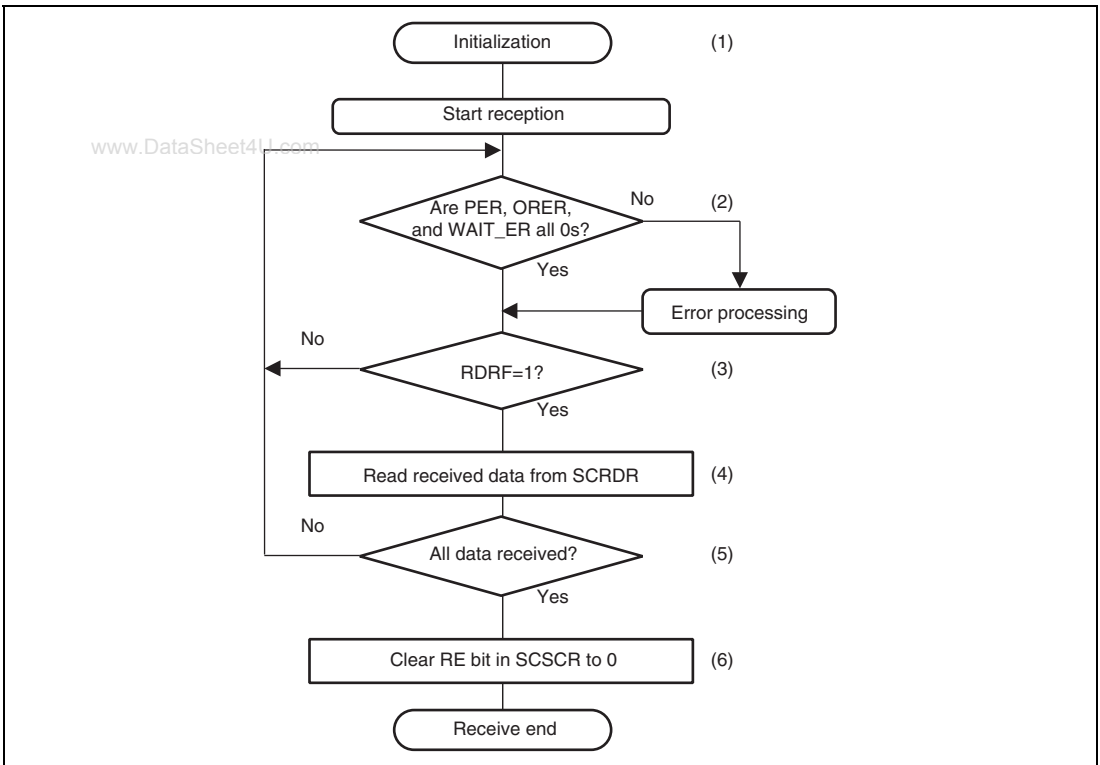 Initialization (1)
Start reception
www.DataSheet4U.com
Are PER, ORER,
and WAIT_ER all 0s?
No (2)
Yes
Error processing
No
RDRF=1? (3)
Yes
Read received data from SCRDR (4)
No
All data received? (5)
Yes
Clear RE bit in SCSCR to 0 (6)
Receive end